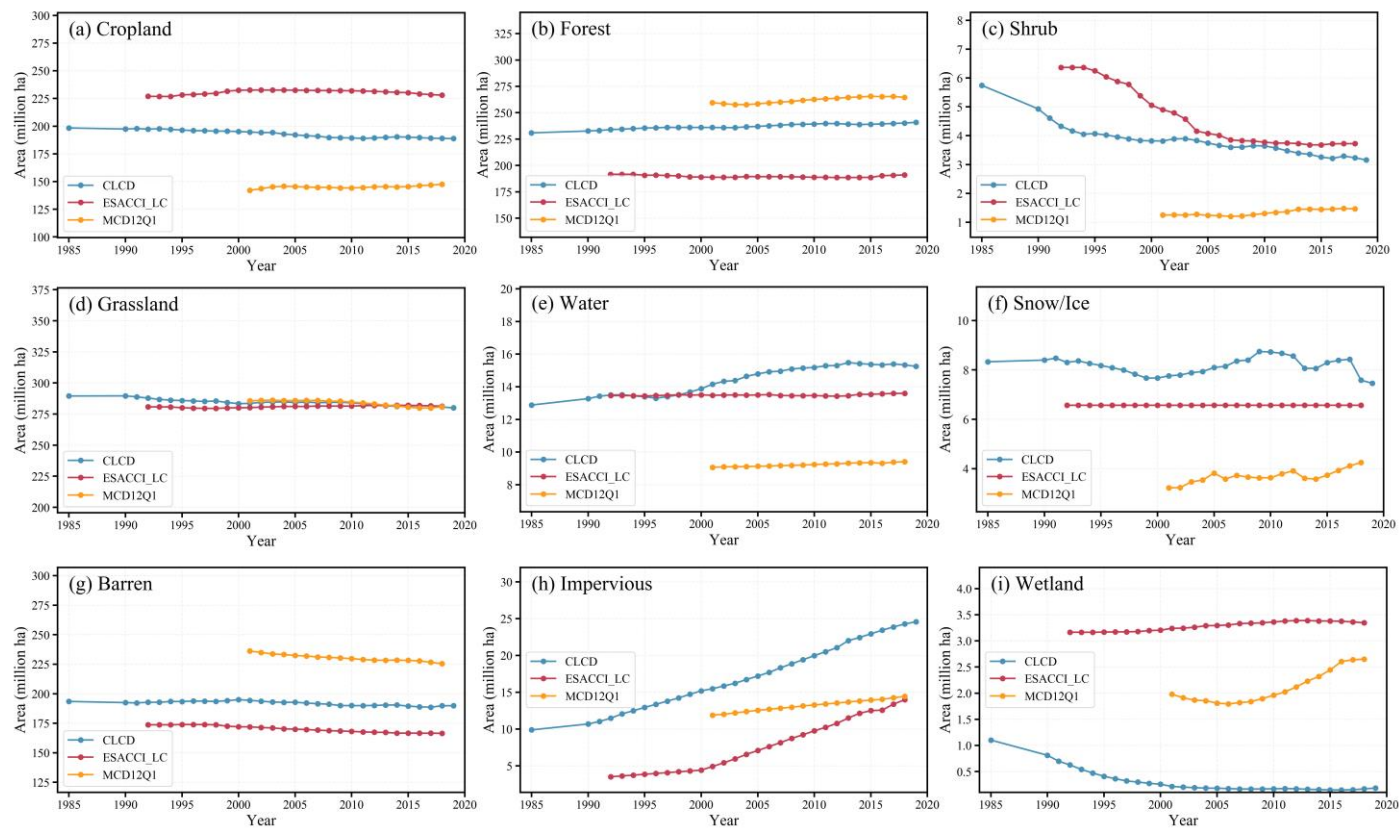 (a) Cropland
Area (million ha)
300
275
250
225
200
175
150
125
100
CLCD
ESACCI_LC
MCD12Q1
1985 1990 1995 2000 2005 2010 2015 2020
Year
(b) Forest
Area (million ha)
325
300
275
250
225
200
175
150
CLCD
ESACCI_LC
MCD12Q1
1985 1990 1995 2000 2005 2010 2015 2020
Year
(c) Shrub
Area (million ha)
8
7
6
5
4
3
2
1
CLCD
ESACCI_LC
MCD12Q1
1985 1990 1995 2000 2005 2010 2015 2020
Year
(d) Grassland
Area (million ha)
375
350
325
300
275
250
225
200
CLCD
ESACCI_LC
MCD12Q1
1985 1990 1995 2000 2005 2010 2015 2020
Year
(e) Water
Area (million ha)
20
18
16
14
12
10
8
CLCD
ESACCI_LC
MCD12Q1
1985 1990 1995 2000 2005 2010 2015 2020
Year
(f) Snow/Ice
Area (million ha)
10
8
6
4
CLCD
ESACCI_LC
MCD12Q1
1985 1990 1995 2000 2005 2010 2015 2020
Year
(g) Barren
Area (million ha)
300
275
250
225
200
175
150
125
CLCD
ESACCI_LC
MCD12Q1
1985 1990 1995 2000 2005 2010 2015 2020
Year
(h) Impervious
Area (million ha)
30
25
20
15
10
5
CLCD
ESACCI_LC
MCD12Q1
1985 1990 1995 2000 2005 2010 2015 2020
Year
(i) Wetland
Area (million ha)
4.0
3.5
3.0
2.5
2.0
1.5
1.0
0.5
CLCD
ESACCI_LC
MCD12Q1
1985 1990 1995 2000 2005 2010 2015 2020
Year